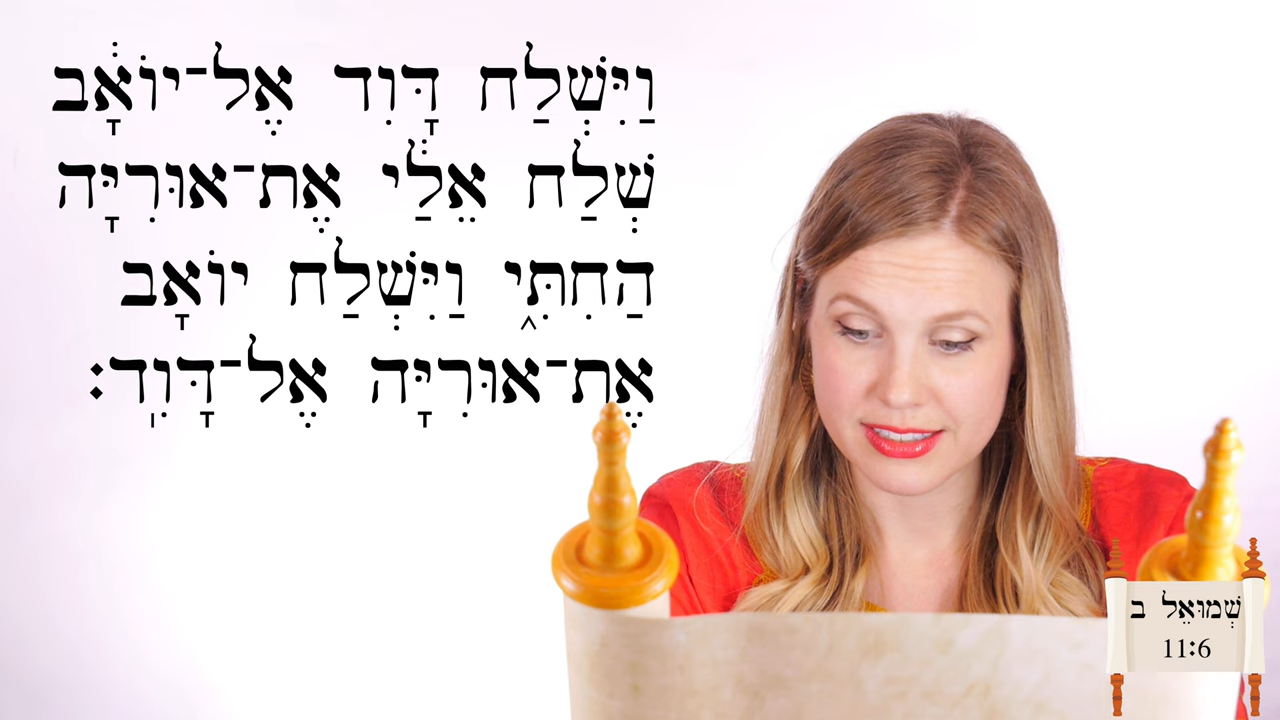 וַיִּשְׁלַח דָּוִד אֶל־יוֹאָ֔ב
שְׁלַח אֵלַ֔י אֶת־אוּרִיָּה
הַחִתִּ֑י וַיִּשְׁלַח יוֹאָב
אֶת־אוּרִיָּה אֶל־דָּוִֽד׃
שְׁמוּאֵל ב
11:6